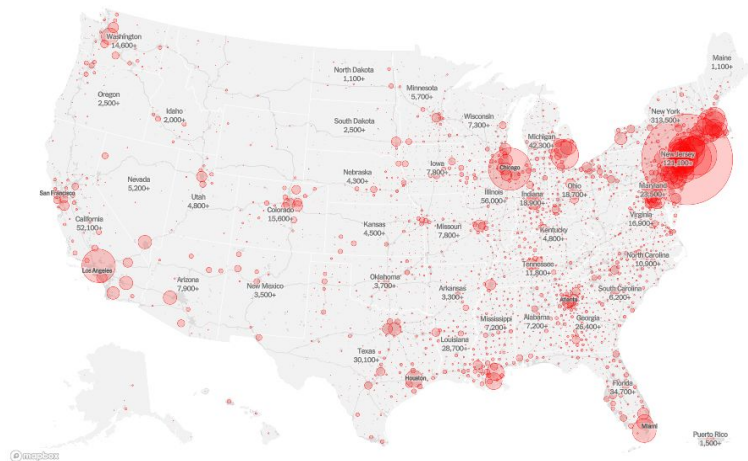 Washington
14,600+
Oregon
2,500+
Idaho
2,000+
North Dakota
1,100+
Minnesota
5,700+
South Dakota
2,500+
Wisconsin
7,300+
Michigan
42,300+
Maine
1,100+
New York
313,500+
New Jersey
San Francisco
Nevada
5,200+
Utah
4,800+
Colorado
15,600+
Nebraska
4,300+
Iowa
7,800+
Chicago
Illinois
56,000+
Indiana
18,900+
Ohio
18,700+
Maryland
Virginia
16,900+
California
52,100+
Los Angeles
Kansas
4,500+
Missouri
7,800+
Kentucky
4,800+
Arizona
7,900+
New Mexico
3,500+
Oklahoma
3,700+
Arkansas
3,300+
Tennessee
11,800+
North Carolina
10,900+
South Carolina
6,200+
Atlanta
Georgia
26,400+
Mississippi
7,200+
Alabama
7,200+
Texas
30,100+
Louisiana
28,700+
Houston
Florida
34,700+
Miami
Puerto Rico
1,500+
mapbox